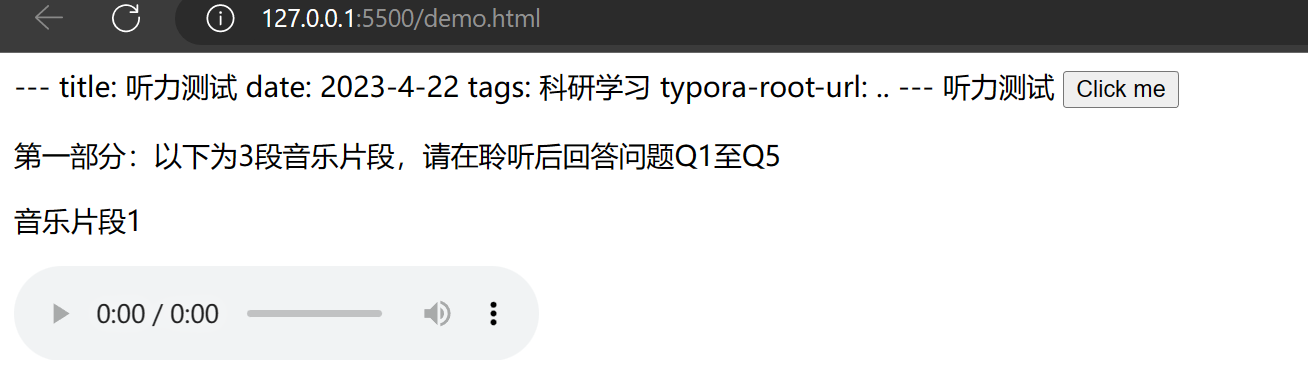 127.0.0.1:5500/demo.html
--- title: 听力测试 date: 2023-4-22 tags: 科研学习 typora-root-url: .. --- 听力测试 Click me
第一部分：以下为3段音乐片段，请在聆听后回答问题Q1至Q5
音乐片段1
0:00 / 0:00